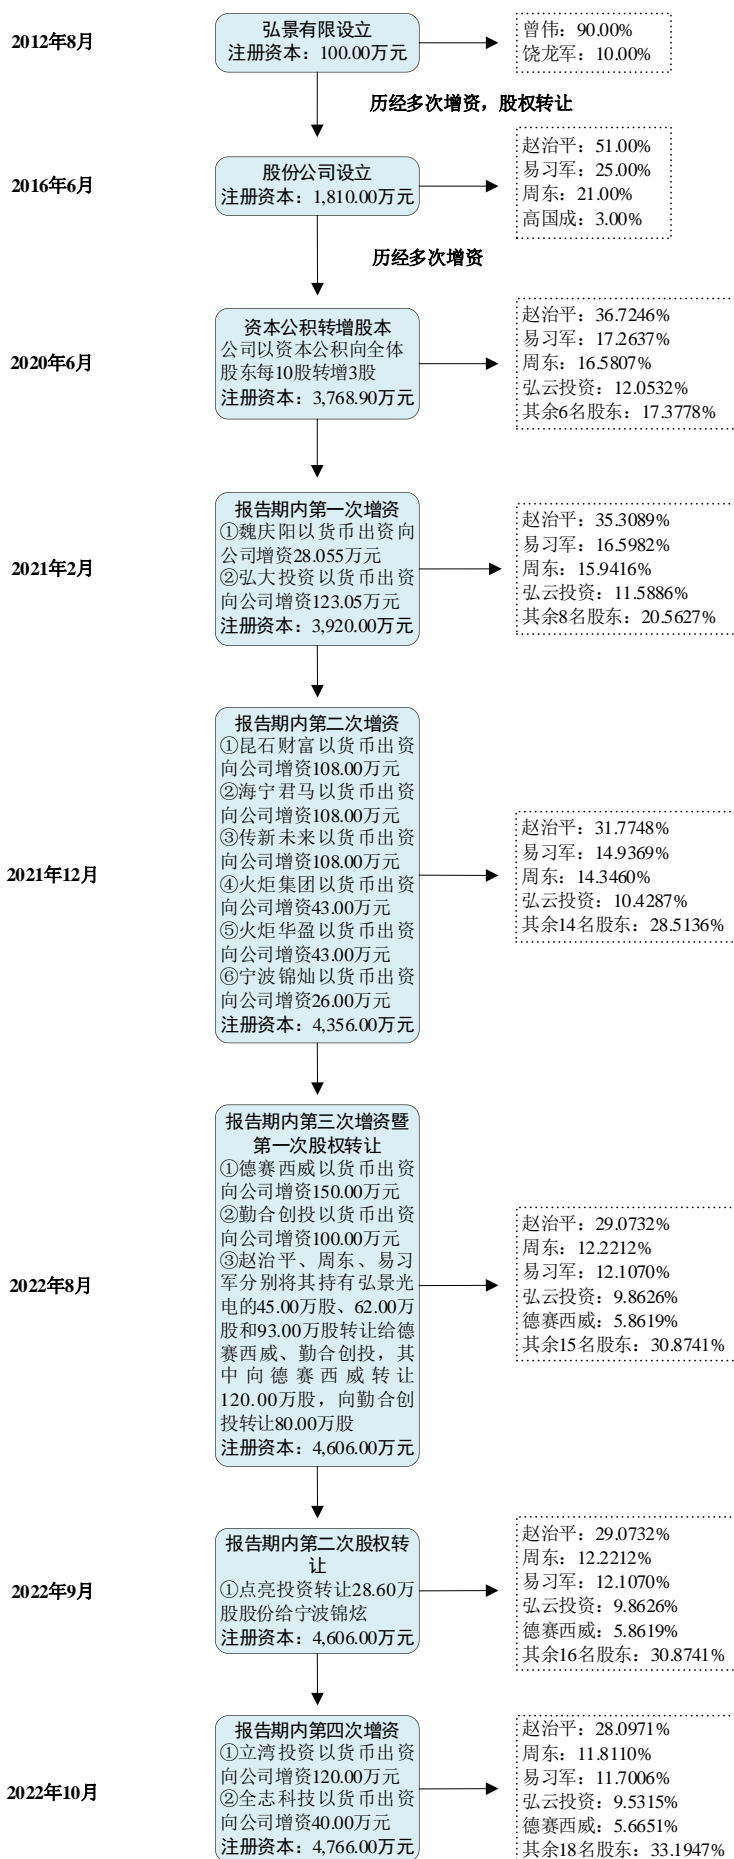 2012年8月
弘景有限设立
注册资本：100.00万元
曾伟：90.00%
饶龙军：10.00%
历经多次增资，股权转让
2016年6月
股份公司设立
注册资本：1,810.00万元
赵治平：51.00%
易习军：25.00%
周东：21.00%
高国成：3.00%
历经多次增资
2020年6月
资本公积转增股本
公司以资本公积向全体
股东每10股转增3股
注册资本：3,768.90万元
赵治平：36.7246%
易习军：17.2637%
周东：16.5807%
弘云投资：12.0532%
其余6名股东：17.3778%
2021年2月
报告期内第一次增资
①魏庆阳以货币出资向
公司增资28.055万元
②弘大投资以货币出资
向公司增资123.05万元
注册资本：3,920.00万元
赵治平：35.3089%
易习军：16.5982%
周东：15.9416%
弘云投资：11.5886%
其余8名股东：20.5627%
2021年12月
报告期内第二次增资
①昆石财富以货币出资
向公司增资108.00万元
②海宁君马以货币出资
向公司增资108.00万元
③传新未来以货币出资
向公司增资108.00万元
④火炬集团以货币出资
向公司增资43.00万元
⑤火炬华盈以货币出资
向公司增资43.00万元
⑥宁波锦灿以货币出资
向公司增资26.00万元
注册资本：4,356.00万元
赵治平：31.7748%
易习军：14.9369%
周东：14.3460%
弘云投资：10.4287%
其余14名股东：28.5136%
2022年8月
报告期内第三次增资暨
第一次股权转让
①德赛西威以货币出资
向公司增资150.00万元
②勤合创投以货币出资
向公司增资100.00万元
③赵治平、周东、易习
军分别将其持有弘景光
电的45.00万股、62.00万
股和93.00万股转让给德
赛西威、勤合创投，其
中向德赛西威转让
120.00万股，向勤合创
投转让80.00万股
注册资本：4,606.00万元
赵治平：29.0732%
周东：12.2212%
易习军：12.1070%
弘云投资：9.8626%
德赛西威：5.8619%
其余15名股东：30.8741%
2022年9月
报告期内第二次股权转
让
①点亮投资转让28.60万
股股份给宁波锦炫
注册资本：4,606.00万元
赵治平：29.0732%
周东：12.2212%
易习军：12.1070%
弘云投资：9.8626%
德赛西威：5.8619%
其余16名股东：30.8741%
2022年10月
报告期内第四次增资
①立湾投资以货币出资
向公司增资120.00万元
②全志科技以货币出资
向公司增资40.00万元
注册资本：4,766.00万元
赵治平：28.0971%
周东：11.8110%
易习军：11.7006%
弘云投资：9.5315%
德赛西威：5.6651%
其余18名股东：33.1947%